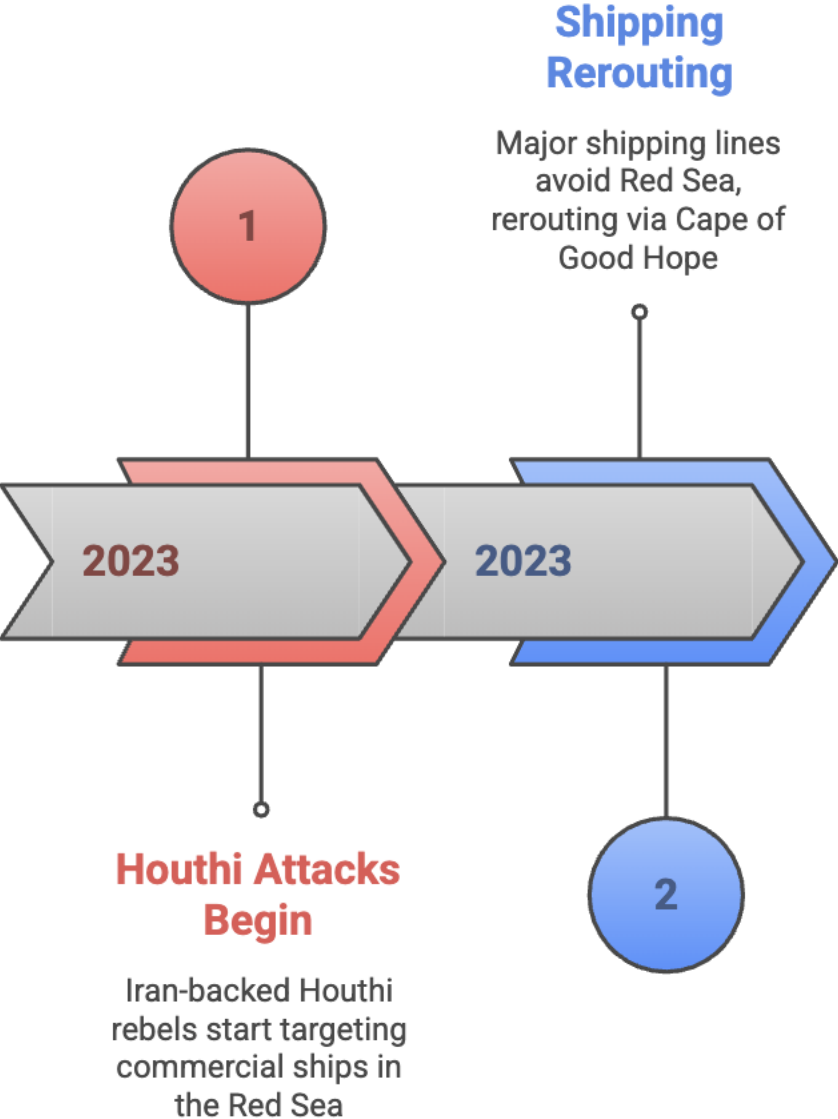 Shipping
Rerouting
Major shipping lines
avoid Red Sea,
rerouting via Cape of
Good Hope
1
2023
2023
Houthi Attacks
Begin
Iran-backed Houthi
rebels start targeting
commercial ships in
the Red Sea
2